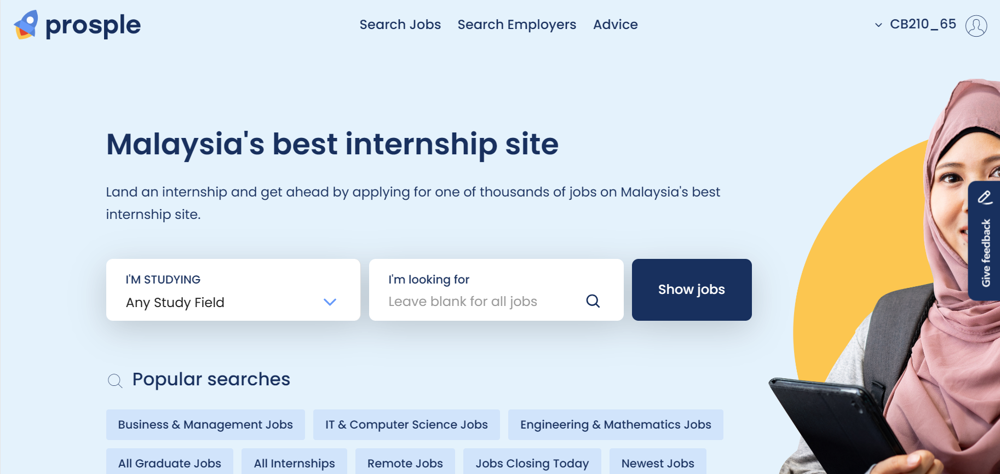 prosple
Search Jobs
Search Employers
Advice
CB210_65
Malaysia's best internship site
Land an internship and get ahead by applying for one of thousands of jobs on Malaysia's best
internship site.
I'M STUDYING
Any Study Field
I'm looking for
Leave blank for all jobs
Show jobs
Give feedback
Popular searches
Business & Management Jobs
IT & Computer Science Jobs
Engineering & Mathematics Jobs
All Graduate Jobs
All Internships
Remote Jobs
Jobs Closing Today
Newest Jobs